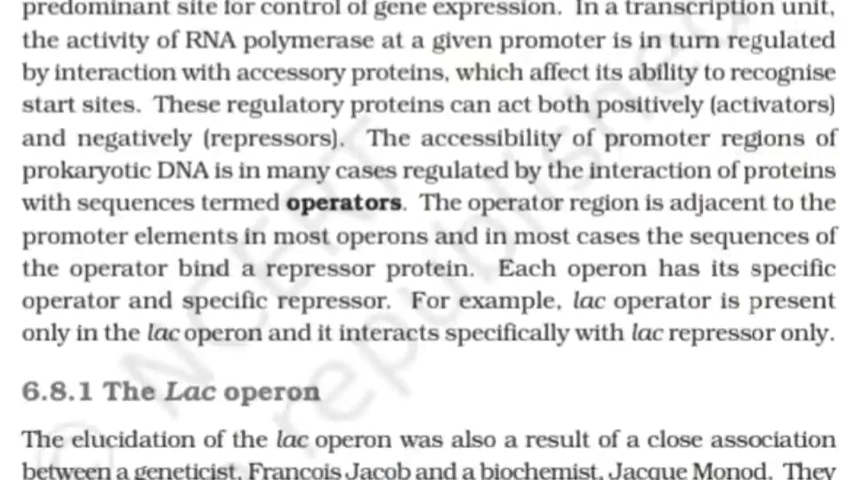 predominant site for control of gene expression. In a transcription unit,
the activity of RNA polymerase at a given promoter is in turn regulated
by interaction with accessory proteins, which affect its ability to recognise
start sites. These regulatory proteins can act both positively (activators)
and negatively (repressors). The accessibility of promoter regions of
prokaryotic DNA is in many cases regulated by the interaction of proteins
with sequences termed operators. The operator region is adjacent to the
promoter elements in most operons and in most cases the sequences of
the operator bind a repressor protein. Each operon has its specific
operator and specific repressor. For example, lac operator is present
only in the lac operon and it interacts specifically with lac repressor only.
6.8.1 The Lac operon
The elucidation of the lac operon was also a result of a close association
between a geneticist, Francois Jacob and a biochemist, Jacque Monod. They
© NCERT
republished